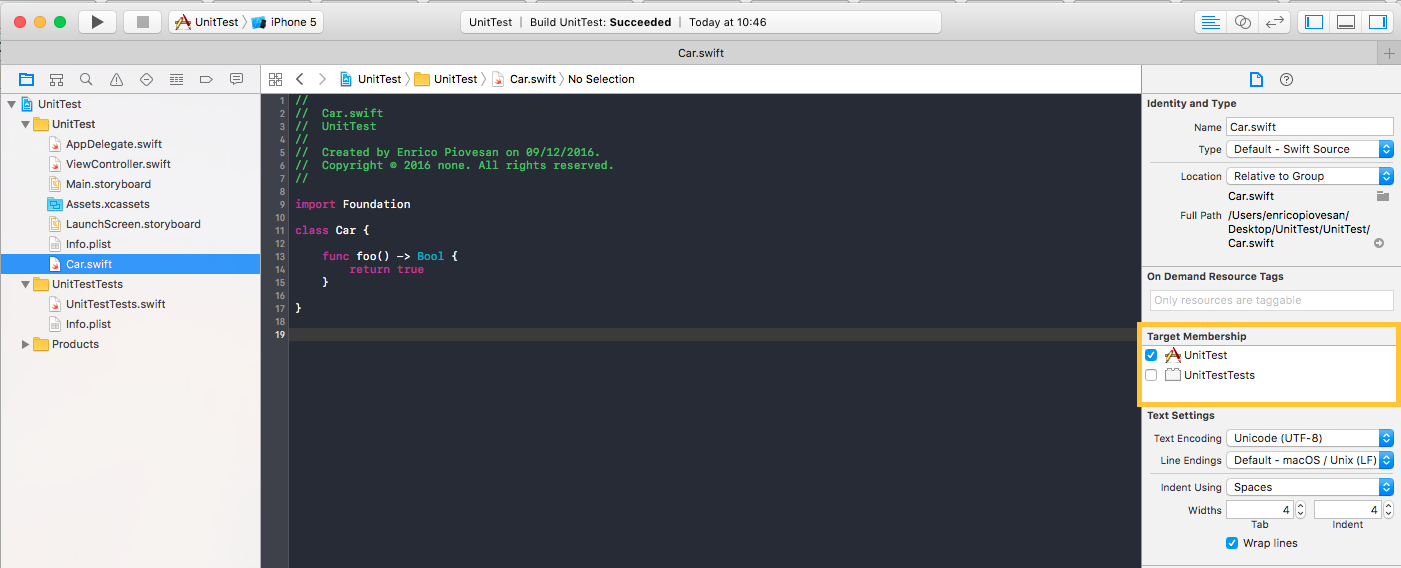 UnitTest iPhone 5 UnitTest | Build UnitTest: Succeeded | Today at 10:46
Car.swift
UnitTest UnitTest Car.swift No Selection
UnitTest
UnitTest
AppDelegate.swift
ViewController.swift
Main.storyboard
Assets.xcassets
LaunchScreen.storyboard
Info.plist
Car.swift
UnitTestTests
UnitTestTests.swift
Info.plist
Products
1 //
2 // Car.swift
3 // UnitTest
4 //
5 // Created by Enrico Piovesan on 09/12/2016.
6 // Copyright © 2016 none. All rights reserved.
7 //
8
9 import Foundation
10
11 class Car {
12
13 func foo() -> Bool {
14 return true
15 }
16
17 }
18
19
Identity and Type
Name Car.swift
Type Default - Swift Source
Location Relative to Group
Car.swift
Full Path /Users/enricopiovesan/
Desktop/UnitTest/UnitTest/
Car.swift
On Demand Resource Tags
Only resources are taggable
Target Membership
UnitTest
UnitTestTests
Text Settings
Text Encoding Unicode (UTF-8)
Line Endings Default - macOS / Unix (LF)
Indent Using Spaces
Widths 4 4
Tab Indent
Wrap lines